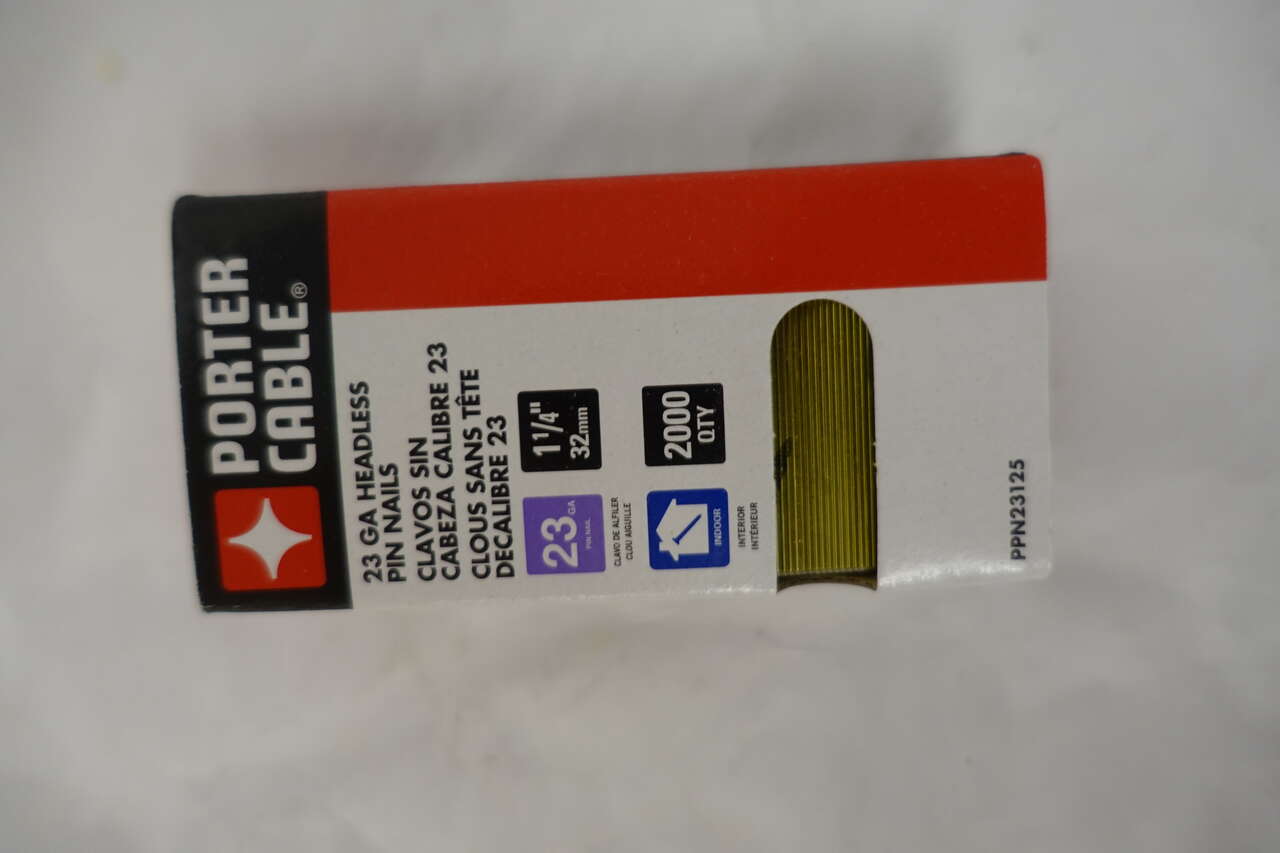 PORTER
CABLE®
23 GA HEADLESS
PIN NAILS
CLAVOS SIN
CABEZA CALIBRE 23
CLOUS SANS TÊTE
DECALIBRE 23
23 GA
PIN NAIL
CLAVO DE ALFILER
CLOU AIGUILLE
1 1/4"
32mm
INDOOR
INTERIOR
INTÉRIEUR
2000
QTY
PPN23125